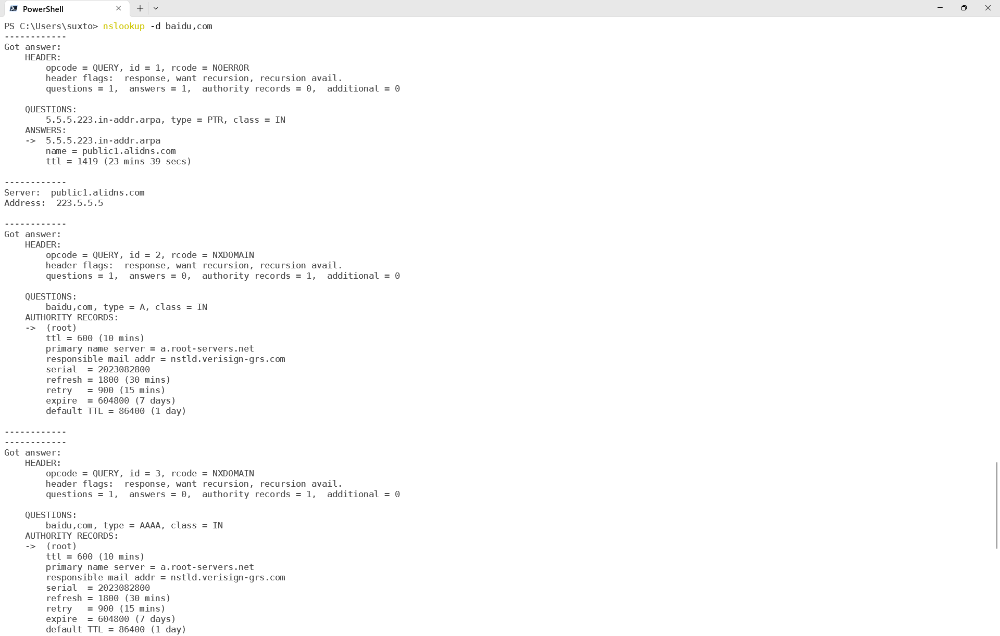 PowerShell
PS C:\Users\suxto> nslookup -d baidu,com
------------
Got answer:
    HEADER:
        opcode = QUERY, id = 1, rcode = NOERROR
        header flags:  response, want recursion, recursion avail.
        questions = 1,  answers = 1,  authority records = 0,  additional = 0

    QUESTIONS:
        5.5.5.223.in-addr.arpa, type = PTR, class = IN
    ANSWERS:
    ->  5.5.5.223.in-addr.arpa
        name = public1.alidns.com
        ttl = 1419 (23 mins 39 secs)

------------
Server:  public1.alidns.com
Address:  223.5.5.5

------------
Got answer:
    HEADER:
        opcode = QUERY, id = 2, rcode = NXDOMAIN
        header flags:  response, want recursion, recursion avail.
        questions = 1,  answers = 0,  authority records = 1,  additional = 0

    QUESTIONS:
        baidu,com, type = A, class = IN
    AUTHORITY RECORDS:
    ->  (root)
        ttl = 600 (10 mins)
        primary name server = a.root-servers.net
        responsible mail addr = nstld.verisign-grs.com
        serial  = 2023082800
        refresh = 1800 (30 mins)
        retry   = 900 (15 mins)
        expire  = 604800 (7 days)
        default TTL = 86400 (1 day)

------------
------------
Got answer:
    HEADER:
        opcode = QUERY, id = 3, rcode = NXDOMAIN
        header flags:  response, want recursion, recursion avail.
        questions = 1,  answers = 0,  authority records = 1,  additional = 0

    QUESTIONS:
        baidu,com, type = AAAA, class = IN
    AUTHORITY RECORDS:
    ->  (root)
        ttl = 600 (10 mins)
        primary name server = a.root-servers.net
        responsible mail addr = nstld.verisign-grs.com
        serial  = 2023082800
        refresh = 1800 (30 mins)
        retry   = 900 (15 mins)
        expire  = 604800 (7 days)
        default TTL = 86400 (1 day)